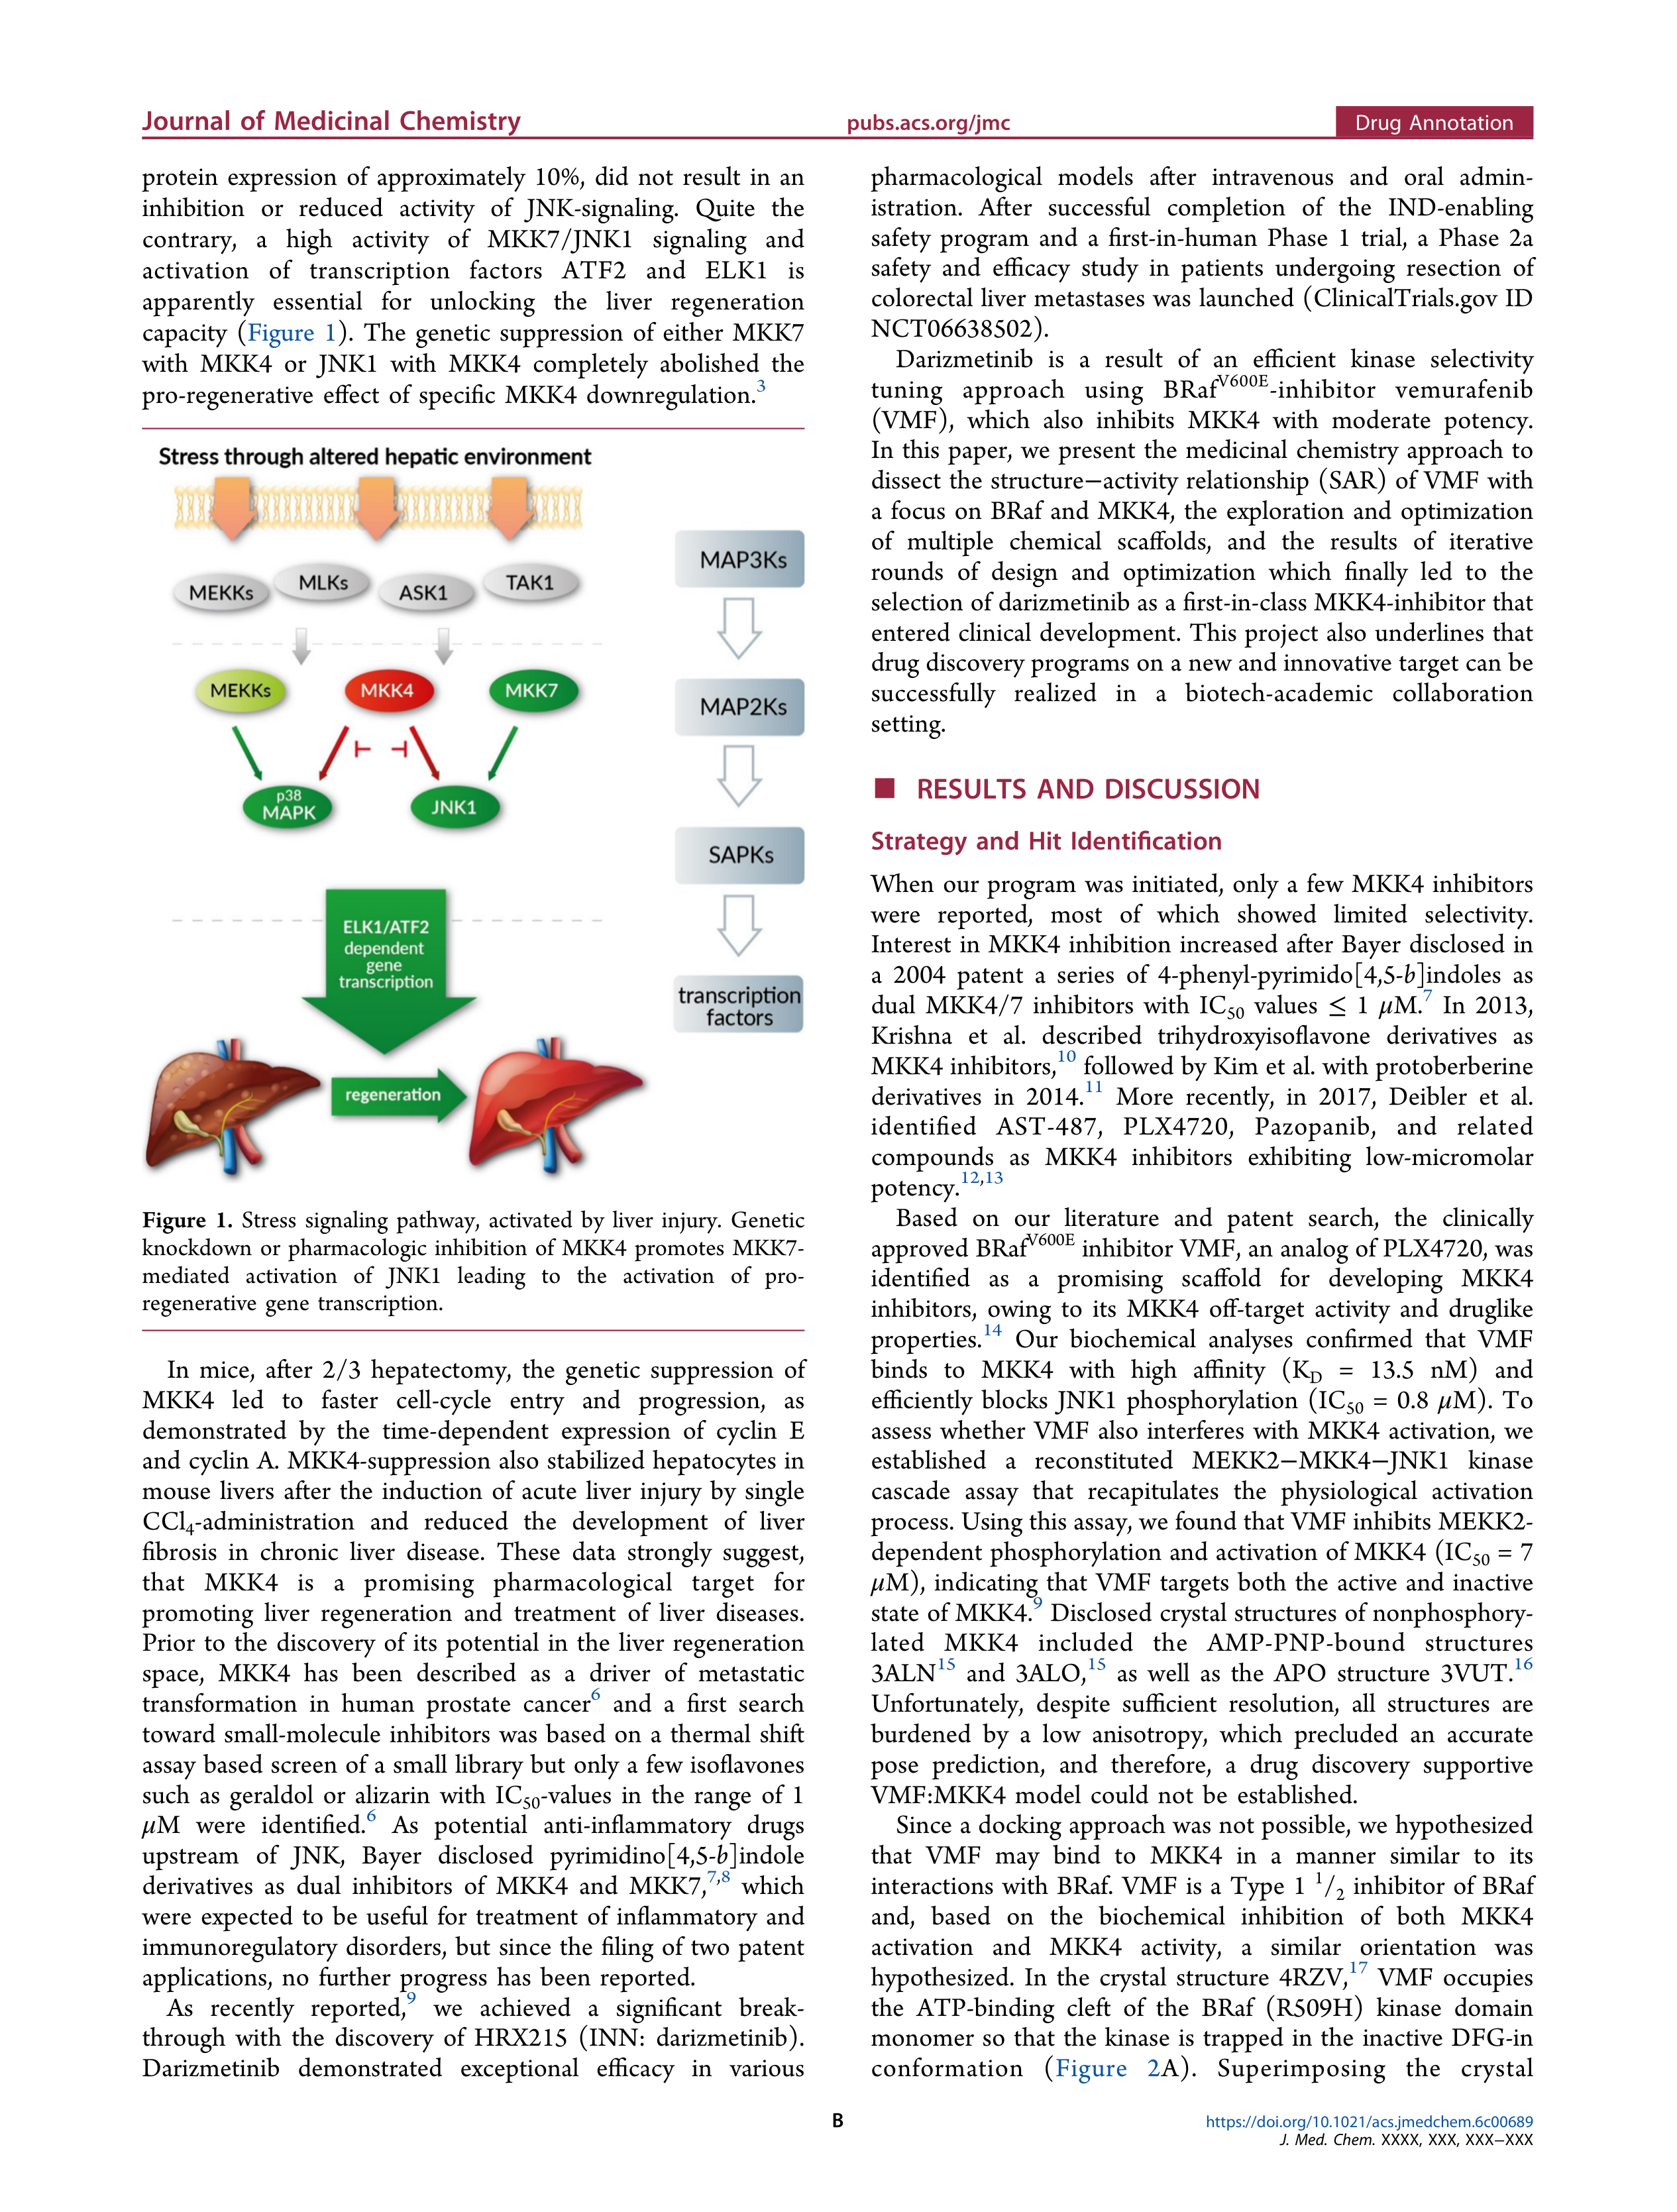 Journal of Medicinal Chemistry
pubs.acs.org/jmc
Drug Annotation
protein expression of approximately 10%, did not result in an
inhibition or reduced activity of JNK-signaling. Quite the
contrary, a high activity of MKK7/JNK1 signaling and
activation of transcription factors ATF2 and ELK1 is
apparently essential for unlocking the liver regeneration
capacity (Figure 1). The genetic suppression of either MKK7
with MKK4 or JNK1 with MKK4 completely abolished the
pro-regenerative effect of specific MKK4 downregulation.3
Stress through altered hepatic environment
MEKKs
MLKs
ASK1
TAK1
MAP3Ks
MEKKs
MKK4
MKK7
MAP2Ks
p38
MAPK
JNK1
SAPKs
ELK1/ATF2
dependent
gene
transcription
transcription
factors
regeneration
Figure 1. Stress signaling pathway, activated by liver injury. Genetic
knockdown or pharmacologic inhibition of MKK4 promotes MKK7-
mediated activation of JNK1 leading to the activation of pro-
regenerative gene transcription.
In mice, after 2/3 hepatectomy, the genetic suppression of
MKK4 led to faster cell-cycle entry and progression, as
demonstrated by the time-dependent expression of cyclin E
and cyclin A. MKK4-suppression also stabilized hepatocytes in
mouse livers after the induction of acute liver injury by single
CCl4-administration and reduced the development of liver
fibrosis in chronic liver disease. These data strongly suggest,
that MKK4 is a promising pharmacological target for
promoting liver regeneration and treatment of liver diseases.
Prior to the discovery of its potential in the liver regeneration
space, MKK4 has been described as a driver of metastatic
transformation in human prostate cancer6 and a first search
toward small-molecule inhibitors was based on a thermal shift
assay based screen of a small library but only a few isoflavones
such as geraldol or alizarin with IC50-values in the range of 1
μM were identified.6 As potential anti-inflammatory drugs
upstream of JNK, Bayer disclosed pyrimidino[4,5-b]indole
derivatives as dual inhibitors of MKK4 and MKK7,7,8 which
were expected to be useful for treatment of inflammatory and
immunoregulatory disorders, but since the filing of two patent
applications, no further progress has been reported.
As recently reported,9 we achieved a significant break-
through with the discovery of HRX215 (INN: darizmetinib).
Darizmetinib demonstrated exceptional efficacy in various
pharmacological models after intravenous and oral admin-
istration. After successful completion of the IND-enabling
safety program and a first-in-human Phase 1 trial, a Phase 2a
safety and efficacy study in patients undergoing resection of
colorectal liver metastases was launched (ClinicalTrials.gov ID
NCT06638502).
Darizmetinib is a result of an efficient kinase selectivity
tuning approach using BRafV600E-inhibitor vemurafenib
(VMF), which also inhibits MKK4 with moderate potency.
In this paper, we present the medicinal chemistry approach to
dissect the structure−activity relationship (SAR) of VMF with
a focus on BRaf and MKK4, the exploration and optimization
of multiple chemical scaffolds, and the results of iterative
rounds of design and optimization which finally led to the
selection of darizmetinib as a first-in-class MKK4-inhibitor that
entered clinical development. This project also underlines that
drug discovery programs on a new and innovative target can be
successfully realized in a biotech-academic collaboration
setting.
■ RESULTS AND DISCUSSION
Strategy and Hit Identification
When our program was initiated, only a few MKK4 inhibitors
were reported, most of which showed limited selectivity.
Interest in MKK4 inhibition increased after Bayer disclosed in
a 2004 patent a series of 4-phenyl-pyrimido[4,5-b]indoles as
dual MKK4/7 inhibitors with IC50 values ≤ 1 μM.7 In 2013,
Krishna et al. described trihydroxyisoflavone derivatives as
MKK4 inhibitors,10 followed by Kim et al. with protoberberine
derivatives in 2014.11 More recently, in 2017, Deibler et al.
identified AST-487, PLX4720, Pazopanib, and related
compounds as MKK4 inhibitors exhibiting low-micromolar
potency.12,13
Based on our literature and patent search, the clinically
approved BRafV600E inhibitor VMF, an analog of PLX4720, was
identified as a promising scaffold for developing MKK4
inhibitors, owing to its MKK4 off-target activity and druglike
properties.14 Our biochemical analyses confirmed that VMF
binds to MKK4 with high affinity (KD = 13.5 nM) and
efficiently blocks JNK1 phosphorylation (IC50 = 0.8 μM). To
assess whether VMF also interferes with MKK4 activation, we
established a reconstituted MEKK2−MKK4−JNK1 kinase
cascade assay that recapitulates the physiological activation
process. Using this assay, we found that VMF inhibits MEKK2-
dependent phosphorylation and activation of MKK4 (IC50 = 7
μM), indicating that VMF targets both the active and inactive
state of MKK4.9 Disclosed crystal structures of nonphosphory-
lated MKK4 included the AMP-PNP-bound structures
3ALN15 and 3ALO,15 as well as the APO structure 3VUT.16
Unfortunately, despite sufficient resolution, all structures are
burdened by a low anisotropy, which precluded an accurate
pose prediction, and therefore, a drug discovery supportive
VMF:MKK4 model could not be established.
Since a docking approach was not possible, we hypothesized
that VMF may bind to MKK4 in a manner similar to its
interactions with BRaf. VMF is a Type 1 1/2 inhibitor of BRaf
and, based on the biochemical inhibition of both MKK4
activation and MKK4 activity, a similar orientation was
hypothesized. In the crystal structure 4RZV,17 VMF occupies
the ATP-binding cleft of the BRaf (R509H) kinase domain
monomer so that the kinase is trapped in the inactive DFG-in
conformation (Figure 2A). Superimposing the crystal
B
https://doi.org/10.1021/acs.jmedchem.6c00689
J. Med. Chem. XXXX, XXX, XXX−XXX